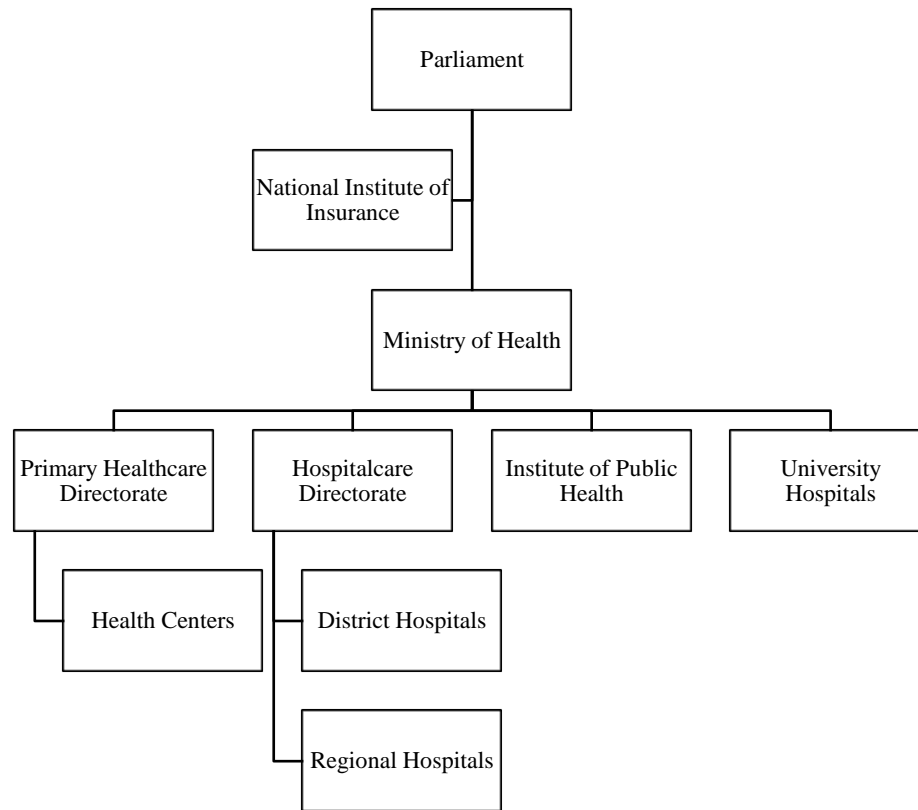 Parliament
National Institute of
Insurance
Ministry of Health
Primary Healthcare
Directorate
Hospitalcare
Directorate
Institute of Public
Health
University
Hospitals
Health Centers
District Hospitals
Regional Hospitals